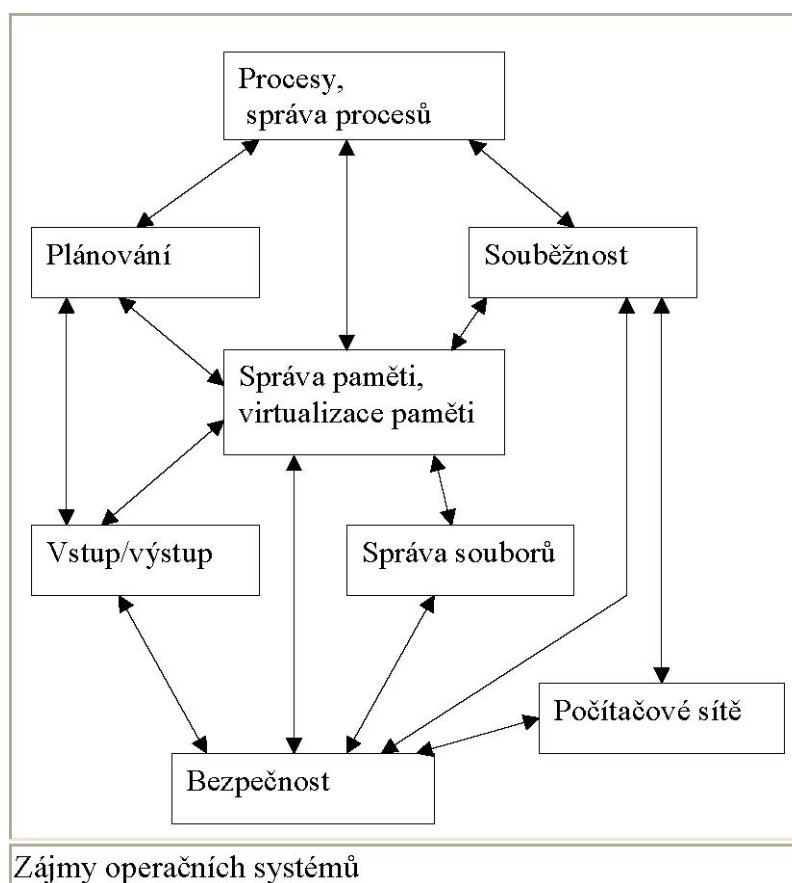 Procesy,
správa procesů
Plánování
Souběžnost
Správa paměti,
virtualizace paměti
Vstup/výstup
Správa souborů
Počítačové sítě
Bezpečnost
Zájmy operačních systémů